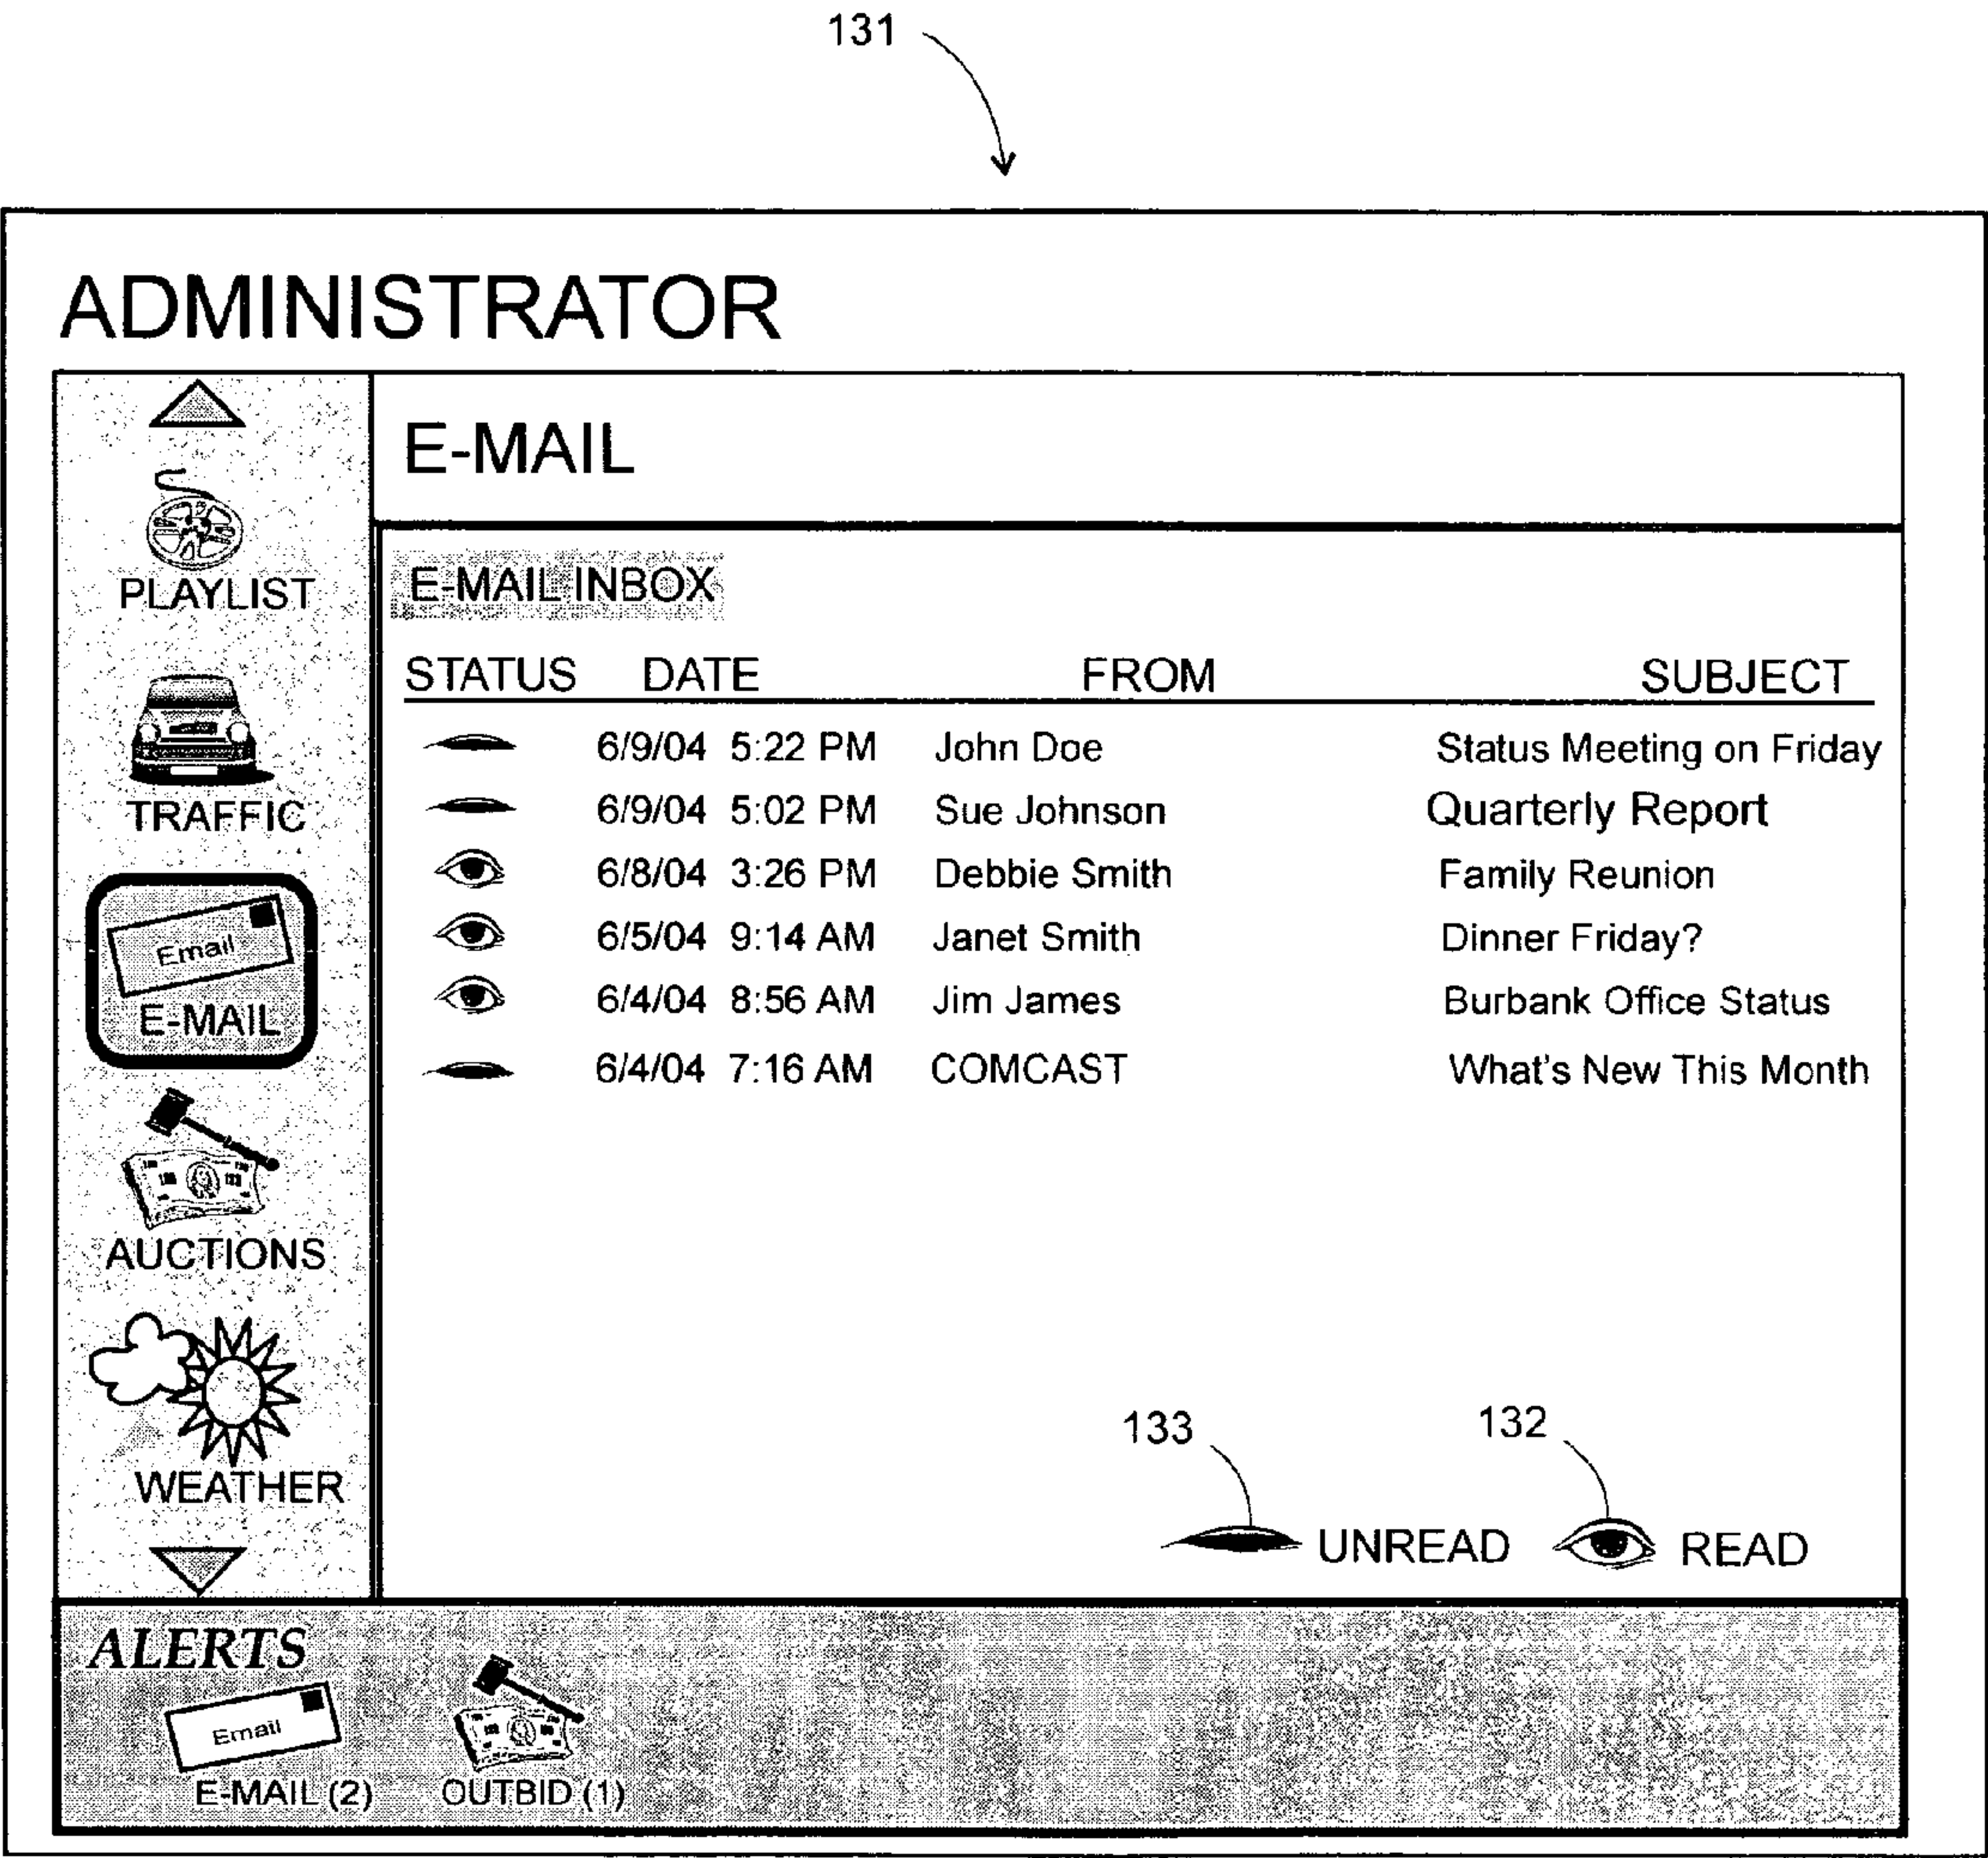 131
ADMINISTRATOR
PLAYLIST
TRAFFIC
Email
E-MAIL
AUCTIONS
WEATHER
E-MAIL
E-MAIL INBOX
STATUS DATE FROM SUBJECT
6/9/04 5:22 PM John Doe Status Meeting on Friday
6/9/04 5:02 PM Sue Johnson Quarterly Report
6/8/04 3:26 PM Debbie Smith Family Reunion
6/5/04 9:14 AM Janet Smith Dinner Friday?
6/4/04 8:56 AM Jim James Burbank Office Status
6/4/04 7:16 AM COMCAST What's New This Month
133 132
UNREAD READ
ALERTS
Email
E-MAIL (2) OUTBID (1)